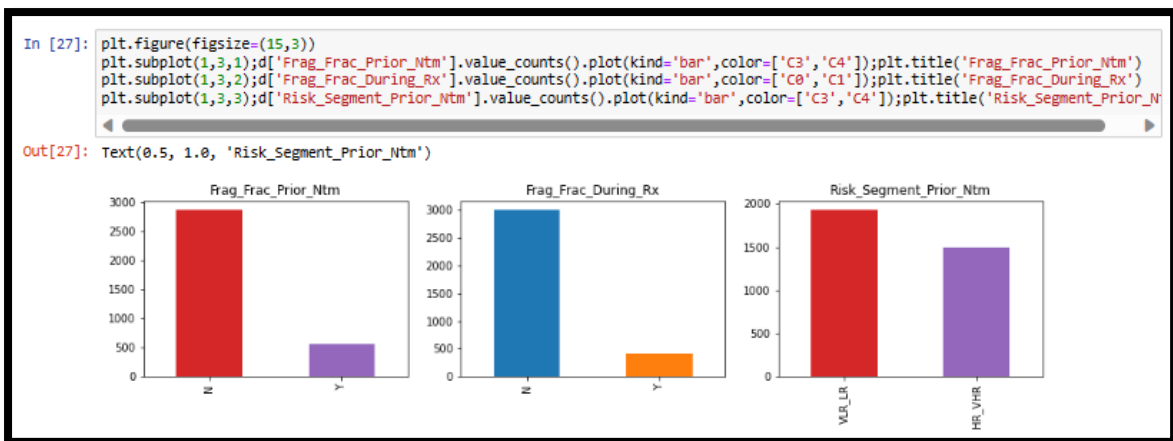 In [27]: plt.figure(figsize=(15,3))
plt.subplot(1,3,1);d['Frag_Frac_Prior_Ntm'].value_counts().plot(kind='bar',color=['C3','C4']);plt.title('Frag_Frac_Prior_Ntm')
plt.subplot(1,3,2);d['Frag_Frac_During_Rx'].value_counts().plot(kind='bar',color=['C0','C1']);plt.title('Frag_Frac_During_Rx')
plt.subplot(1,3,3);d['Risk_Segment_Prior_Ntm'].value_counts().plot(kind='bar',color=['C3','C4']);plt.title('Risk_Segment_Prior_N
Out[27]: Text(0.5, 1.0, 'Risk_Segment_Prior_Ntm')
Frag_Frac_Prior_Ntm
3000
2500
2000
1500
1000
500
0
N
Y
Frag_Frac_During_Rx
3000
2500
2000
1500
1000
500
0
N
Y
Risk_Segment_Prior_Ntm
2000
1500
1000
500
0
VLR_LR
HR_VHR